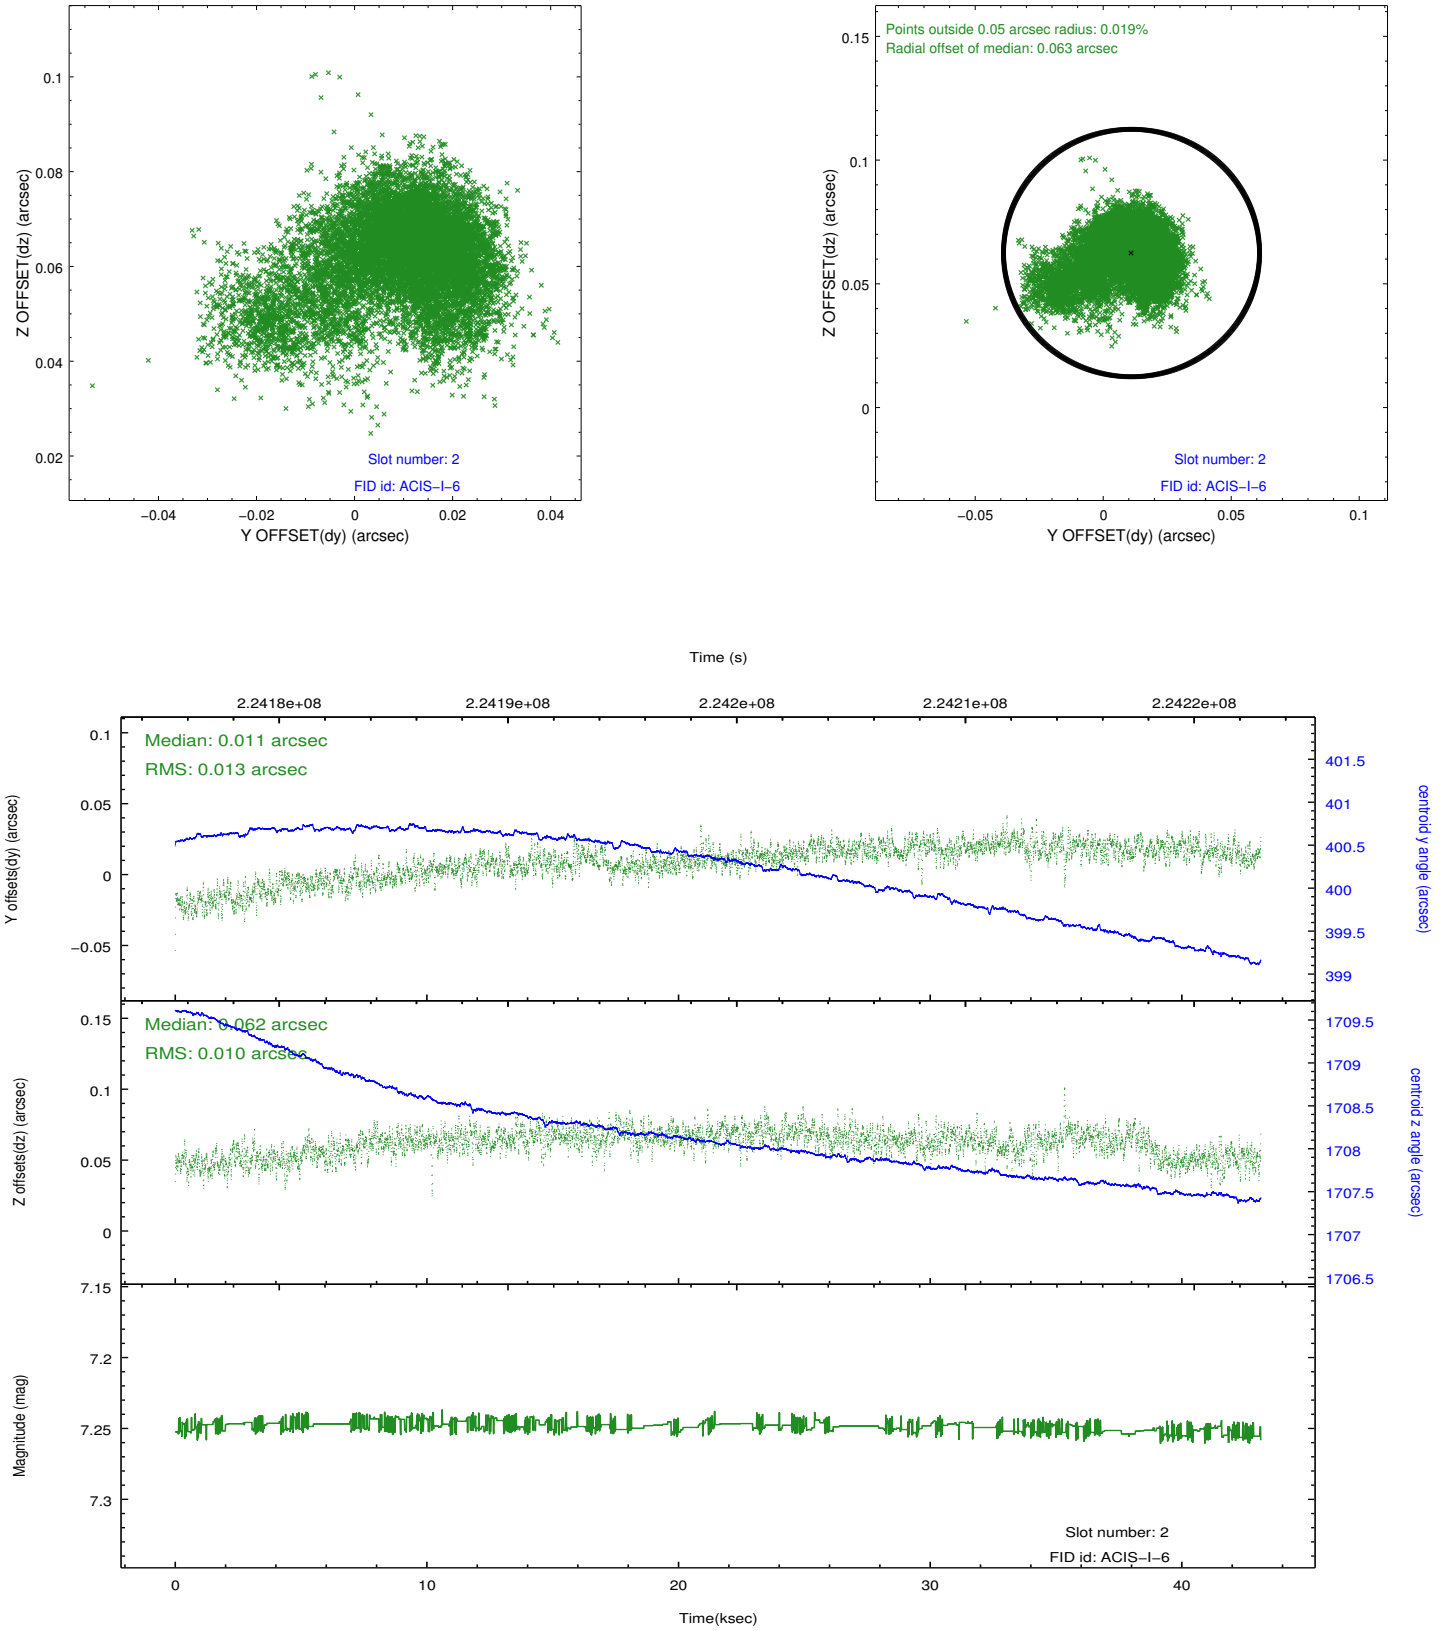 0.1
0.08
0.06
0.04
0.02
Z OFFSET(dz) (arcsec)
Slot number: 2
FID id: ACIS−I−6
−0.04
−0.02
0
0.02
0.04
Y OFFSET(dy) (arcsec)
Points outside 0.05 arcsec radius: 0.019%
Radial offset of median: 0.063 arcsec
0.15
0.1
0.05
0
Z OFFSET(dz) (arcsec)
Slot number: 2
FID id: ACIS−I−6
−0.05
0
0.05
0.1
Y OFFSET(dy) (arcsec)
Time (s)
2.2418e+08
2.2419e+08
2.242e+08
2.2421e+08
2.2422e+08
Median: 0.011 arcsec
RMS: 0.013 arcsec
0.1
0.05
0
−0.05
Y offsets(dy) (arcsec)
401.5
401
400.5
400
399.5
399
centroid y angle (arcsec)
Median: 0.062 arcsec
RMS: 0.010 arcsec
0.15
0.1
0.05
0
Z offsets(dz) (arcsec)
1709.5
1709
1708.5
1708
1707.5
1707
1706.5
centroid z angle (arcsec)
7.15
7.2
7.25
7.3
Magnitude (mag)
Slot number: 2
FID id: ACIS−I−6
0
10
20
30
40
Time(ksec)